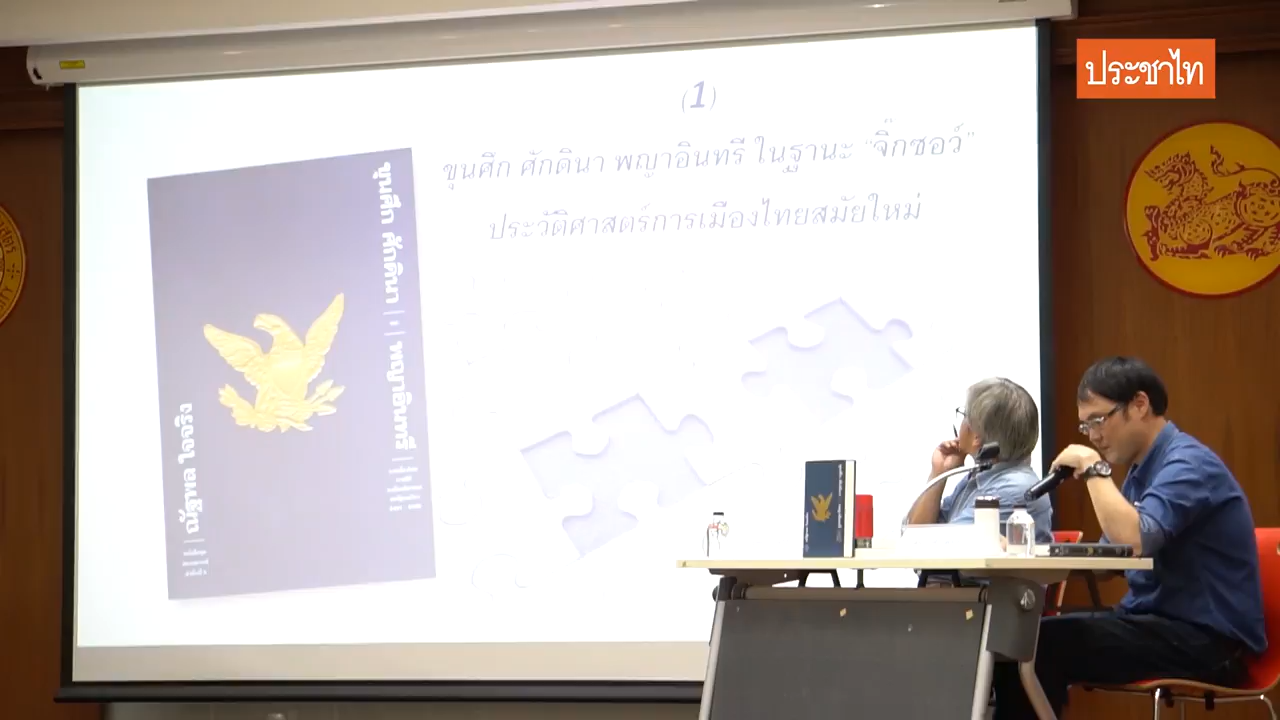 ประชาไท
(1)
ขุนศึก ศักดินา พญาอินทรี ในฐานะ “จิ๊กซอว์”
ประวัติศาสตร์การเมืองไทยสมัยใหม่
ขุนศึก ศักดินา | : | พญาอินทรี
ณัฐพล ใจจริง